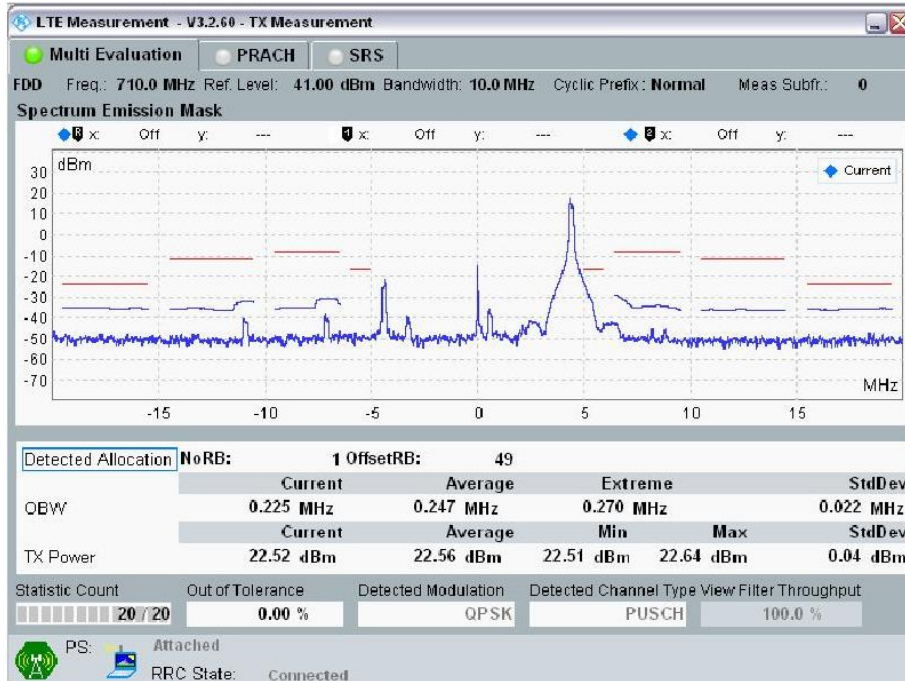 LTE Measurement - V3.2.60 - TX Measurement
Multi Evaluation PRACH SRS
FDD Freq.: 710.0 MHz Ref. Level: 41.00 dBm Bandwidth: 10.0 MHz Cyclic Prefix: Normal Meas Subfr.: 0
Spectrum Emission Mask
R x: Off y: --- 1 x: Off y: --- 2 x: Off y: ---
dBm
Current
30
20
10
0
-10
-20
-30
-40
-50
-60
-70
MHz
-15 -10 -5 0 5 10 15
Detected Allocation NoRB: 1 OffsetRB: 49
Current Average Extreme StdDev
OBW 0.225 MHz 0.247 MHz 0.270 MHz 0.022 MHz
Current Average Min Max StdDev
TX Power 22.52 dBm 22.56 dBm 22.51 dBm 22.64 dBm 0.04 dBm
Statistic Count Out of Tolerance Detected Modulation Detected Channel Type View Filter Throughput
20 / 20 0.00 % QPSK PUSCH 100.0 %
PS: Attached
RRC State: Connected